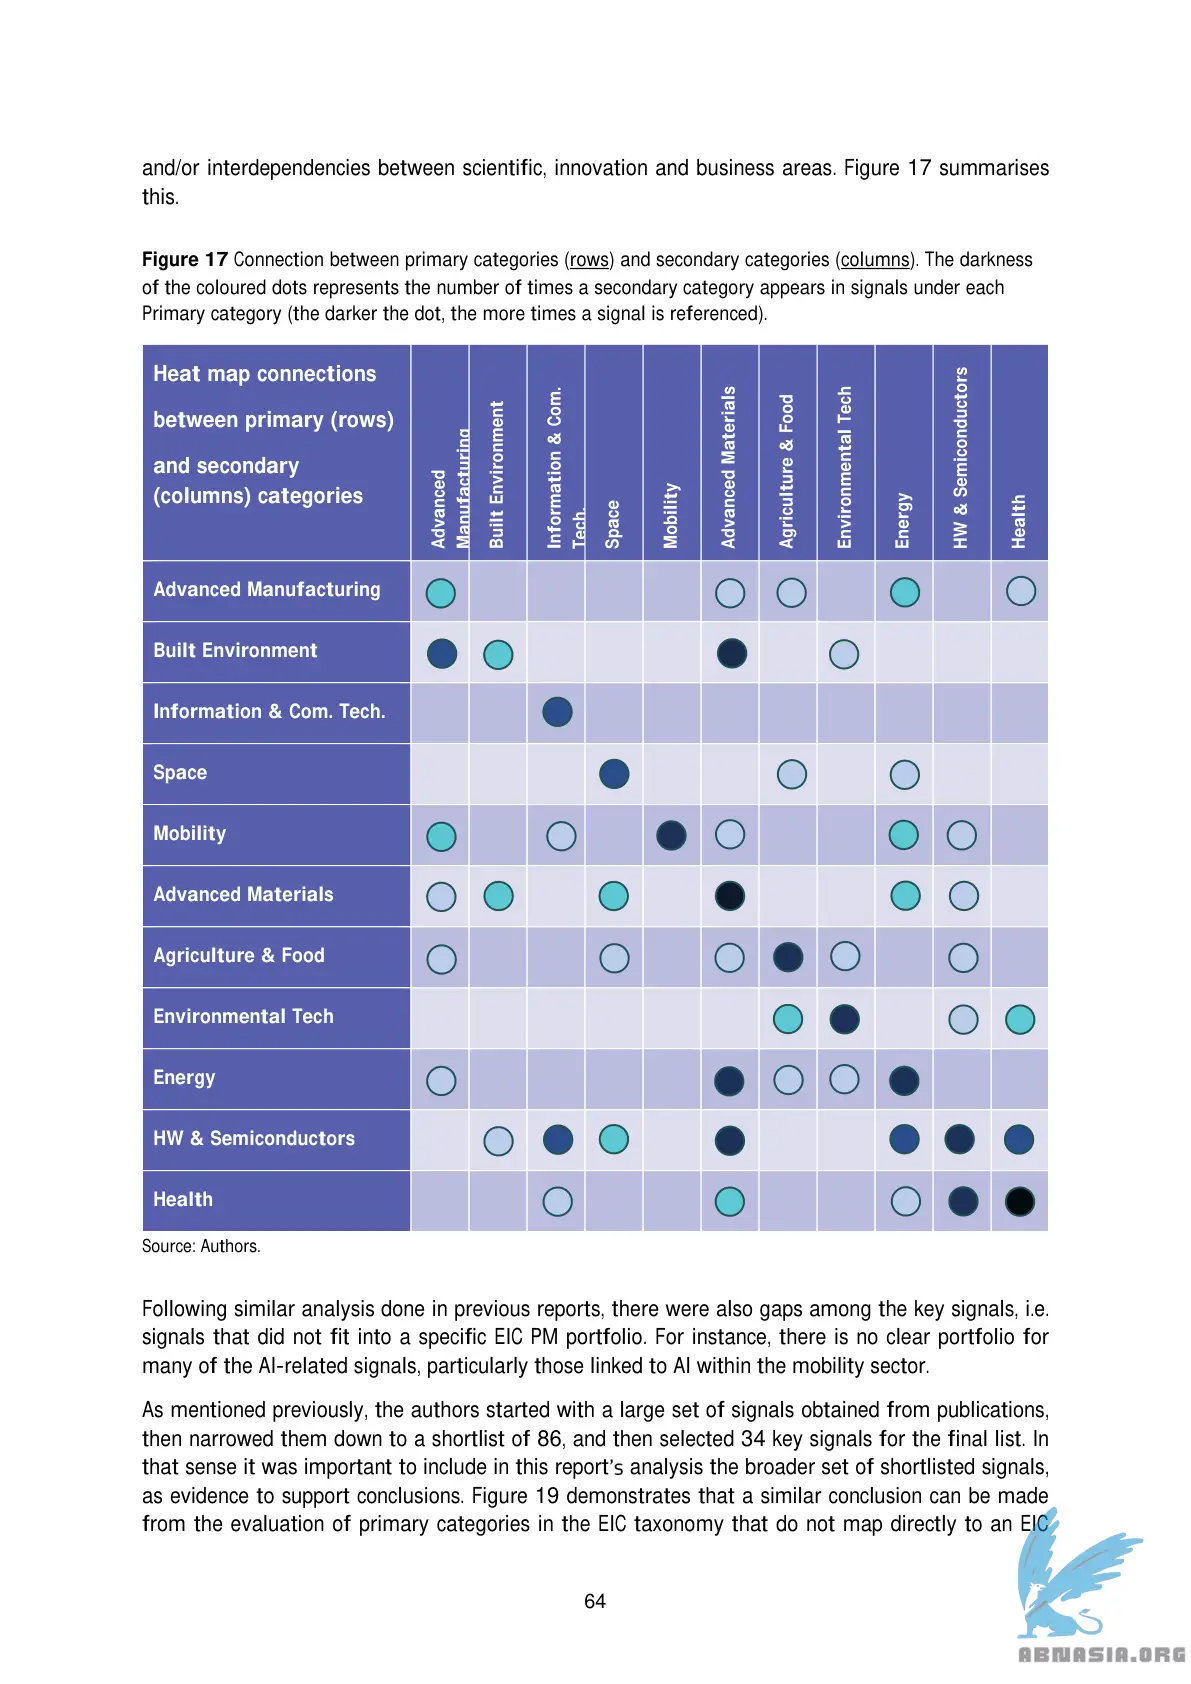 and/or interdependencies between scientific, innovation and business areas. Figure 17 summarises
this.
Figure 17 Connection between primary categories (rows) and secondary categories (columns). The darkness
of the coloured dots represents the number of times a secondary category appears in signals under each
Primary category (the darker the dot, the more times a signal is referenced).
Heat map connections
between primary (rows)
and secondary
(columns) categories
Advanced
Manufacturing
Built Environment
Information & Com.
Tech.
Space
Mobility
Advanced Materials
Agriculture & Food
Environmental Tech
Energy
HW & Semiconductors
Health
Advanced Manufacturing
Built Environment
Information & Com. Tech.
Space
Mobility
Advanced Materials
Agriculture & Food
Environmental Tech
Energy
HW & Semiconductors
Health
Source: Authors.
Following similar analysis done in previous reports, there were also gaps among the key signals, i.e.
signals that did not fit into a specific EIC PM portfolio. For instance, there is no clear portfolio for
many of the AI-related signals, particularly those linked to AI within the mobility sector.
As mentioned previously, the authors started with a large set of signals obtained from publications,
then narrowed them down to a shortlist of 86, and then selected 34 key signals for the final list. In
that sense it was important to include in this report's analysis the broader set of shortlisted signals,
as evidence to support conclusions. Figure 19 demonstrates that a similar conclusion can be made
from the evaluation of primary categories in the EIC taxonomy that do not map directly to an EIC
64
ABNASIA.ORG